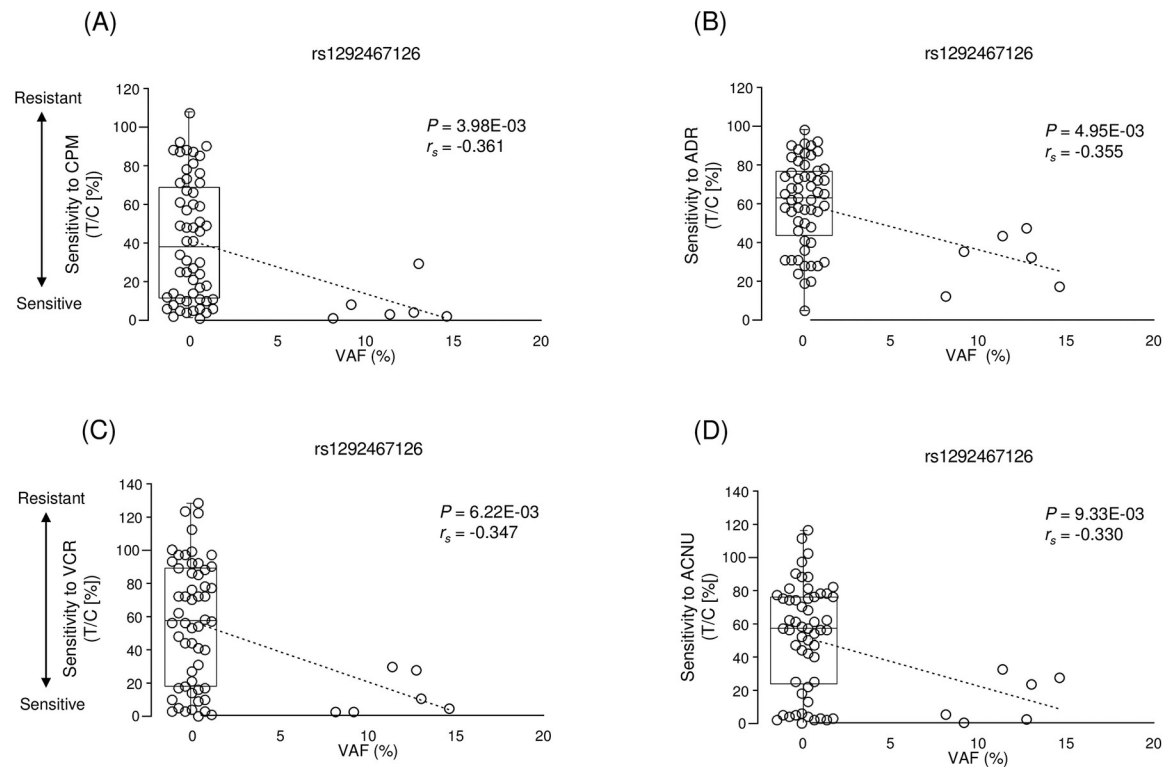 (A)
rs1292467126
Resistant
Sensitive
Sensitivity to CPM
(T/C [%])
120
100
80
60
40
20
0
P = 3.98E-03
rs = -0.361
0 5 10 15 20
VAF (%)
(B)
rs1292467126
Sensitivity to ADR
(T/C [%])
120
100
80
60
40
20
0
P = 4.95E-03
rs = -0.355
0 5 10 15 20
VAF (%)
(C)
rs1292467126
Resistant
Sensitive
Sensitivity to VCR
(T/C [%])
140
120
100
80
60
40
20
0
P = 6.22E-03
rs = -0.347
0 5 10 15 20
VAF (%)
(D)
rs1292467126
Sensitivity to ACNU
(T/C [%[)
140
120
100
80
60
40
20
0
P = 9.33E-03
rs = -0.330
0 5 10 15 20
VAF (%)